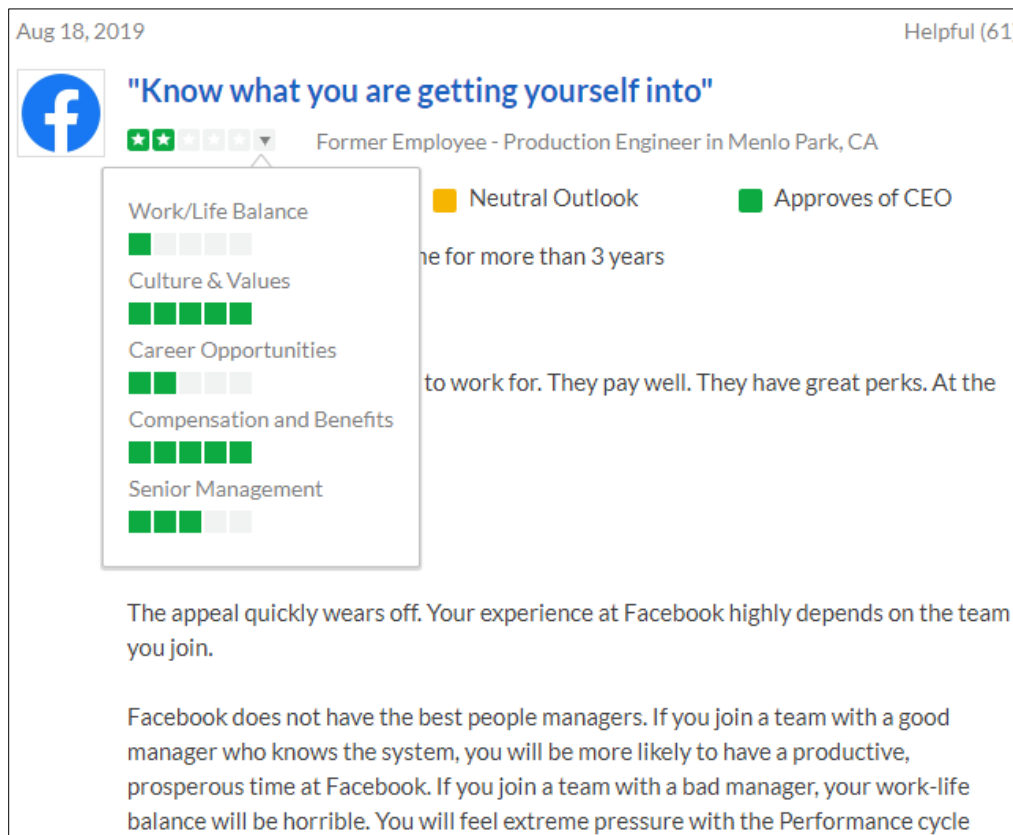 Aug 18, 2019 Helpful (61)
"Know what you are getting yourself into"
Former Employee - Production Engineer in Menlo Park, CA
Work/Life Balance
Neutral Outlook Approves of CEO
Culture & Values
for more than 3 years
Career Opportunities
to work for. They pay well. They have great perks. At the
Compensation and Benefits
Senior Management
The appeal quickly wears off. Your experience at Facebook highly depends on the team
you join.
Facebook does not have the best people managers. If you join a team with a good
manager who knows the system, you will be more likely to have a productive,
prosperous time at Facebook. If you join a team with a bad manager, your work-life
balance will be horrible. You will feel extreme pressure with the Performance cycle